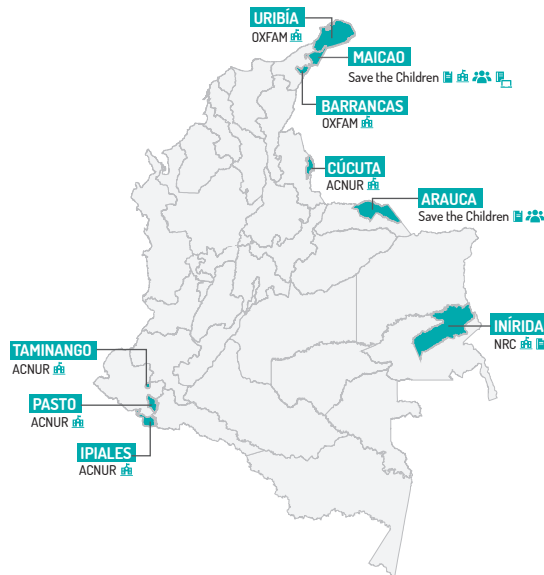 URIBÍA
OXFAM
MAICAO
Save the Children
BARRANCAS
OXFAM
CÚCUTA
ACNUR
ARAUCA
Save the Children
INÍRIDA
NRC
TAMINANGO
ACNUR
PASTO
ACNUR
IPIALES
ACNUR